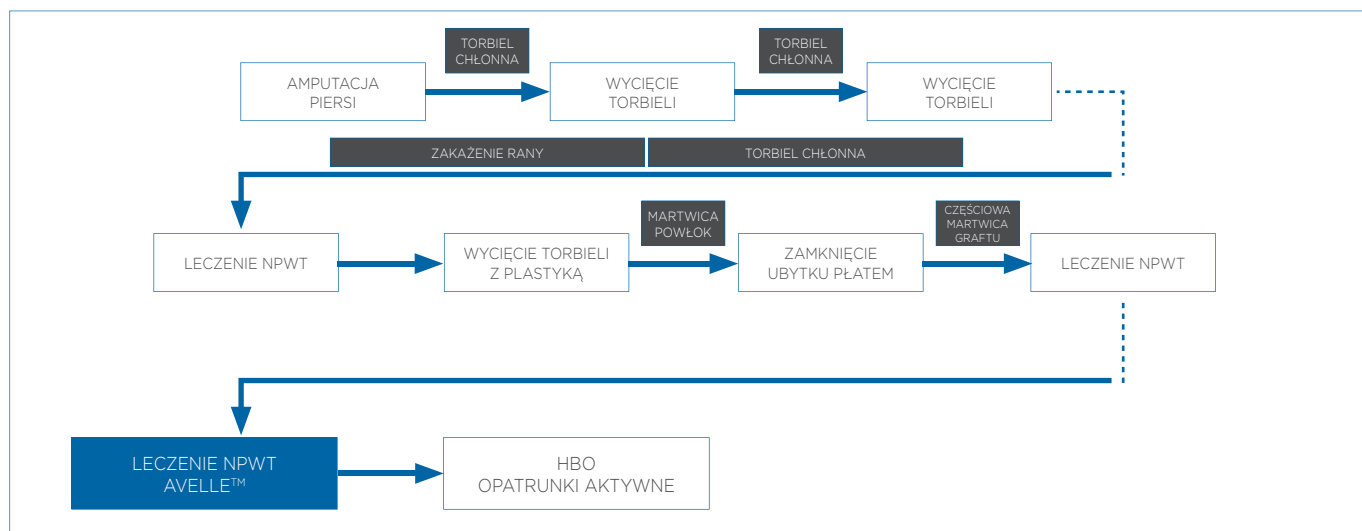 TORBIEL
CHŁONNA
TORBIEL
CHŁONNA
AMPUTACJA
PIERSI
WYCIĘCIE
TORBIELI
WYCIĘCIE
TORBIELI
ZAKAŻENIE RANY
TORBIEL CHŁONNA
MARTWICA
POWŁOK
CZĘŚCIOWA
MARTWICA
GRAFTU
LECZENIE NPWT
WYCIĘCIE TORBIELI
Z PLASTYKĄ
ZAMKNIĘCIE
UBYTKU PŁATEM
LECZENIE NPWT
LECZENIE NPWT
AVELLE™
HBO
OPATRUNKI AKTYWNE